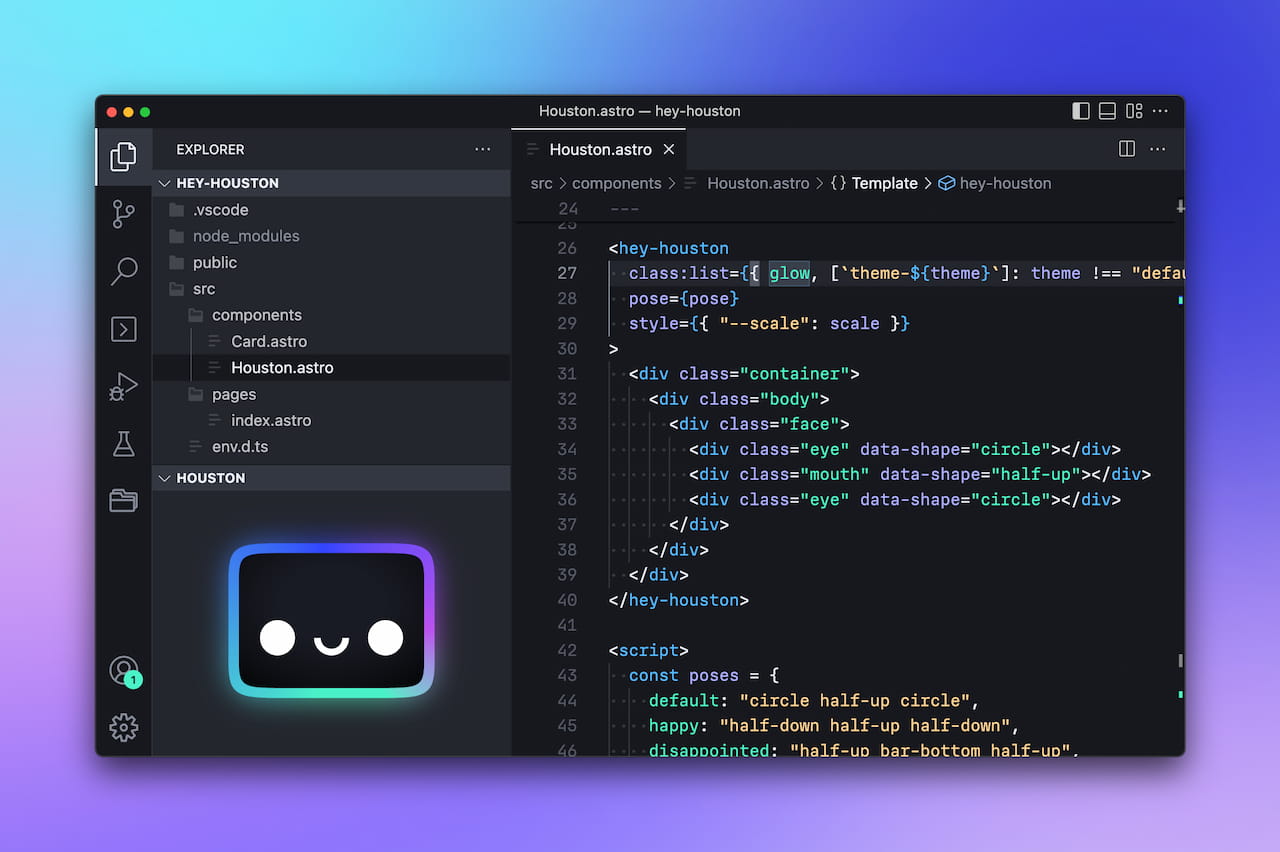 Houston.astro — hey-houston
EXPLORER
HEY-HOUSTON
.vscode
node_modules
public
src
components
Card.astro
Houston.astro
pages
index.astro
env.d.ts
HOUSTON
1
Houston.astro
src > components > Houston.astro > {} Template > hey-houston
24 ---
25
26 <hey-houston
27 class:list={{ glow, [`theme-${theme}`]: theme !== "defau
28 pose={pose}
29 style={{ "--scale": scale }}
30 >
31 <div class="container">
32 <div class="body">
33 <div class="face">
34 <div class="eye" data-shape="circle"></div>
35 <div class="mouth" data-shape="half-up"></div>
36 <div class="eye" data-shape="circle"></div>
37 </div>
38 </div>
39 </div>
40 </hey-houston>
41
42 <script>
43 const poses = {
44 default: "circle half-up circle",
45 happy: "half-down half-up half-down",
46 disappointed: "half-up bar-bottom half-up",